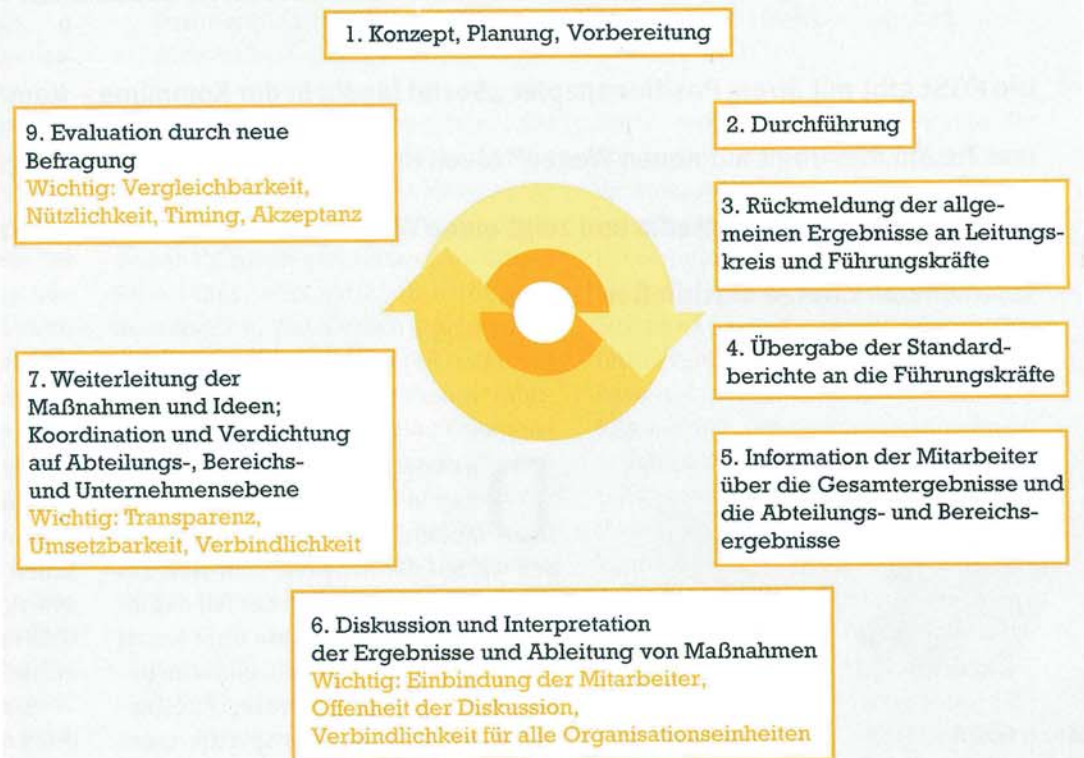 1. Konzept, Planung, Vorbereitung
2. Durchführung
3. Rückmeldung der allge-
meinen Ergebnisse an Leitungs-
kreis und Führungskräfte
4. Übergabe der Standard-
berichte an die Führungskräfte
5. Information der Mitarbeiter
über die Gesamtergebnisse und
die Abteilungs- und Bereichs-
ergebnisse
6. Diskussion und Interpretation
der Ergebnisse und Ableitung von Maßnahmen
Wichtig: Einbindung der Mitarbeiter,
Offenheit der Diskussion,
Verbindlichkeit für alle Organisationseinheiten
7. Weiterleitung der
Maßnahmen und Ideen;
Koordination und Verdichtung
auf Abteilungs-, Bereichs-
und Unternehmensebene
Wichtig: Transparenz,
Umsetzbarkeit, Verbindlichkeit
9. Evaluation durch neue
Befragung
Wichtig: Vergleichbarkeit,
Nützlichkeit, Timing, Akzeptanz